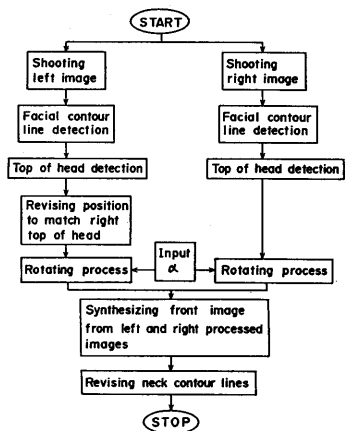 START
Shooting
left image
Shooting
right image
Facial contour
line detection
Facial contour
line detection
Top of head detection
Top of head detection
Revising position
to match right
top of head
Input
α
Rotating process
Rotating process
Synthesizing front image
from left and right processed
images
Revising neck contour lines
STOP